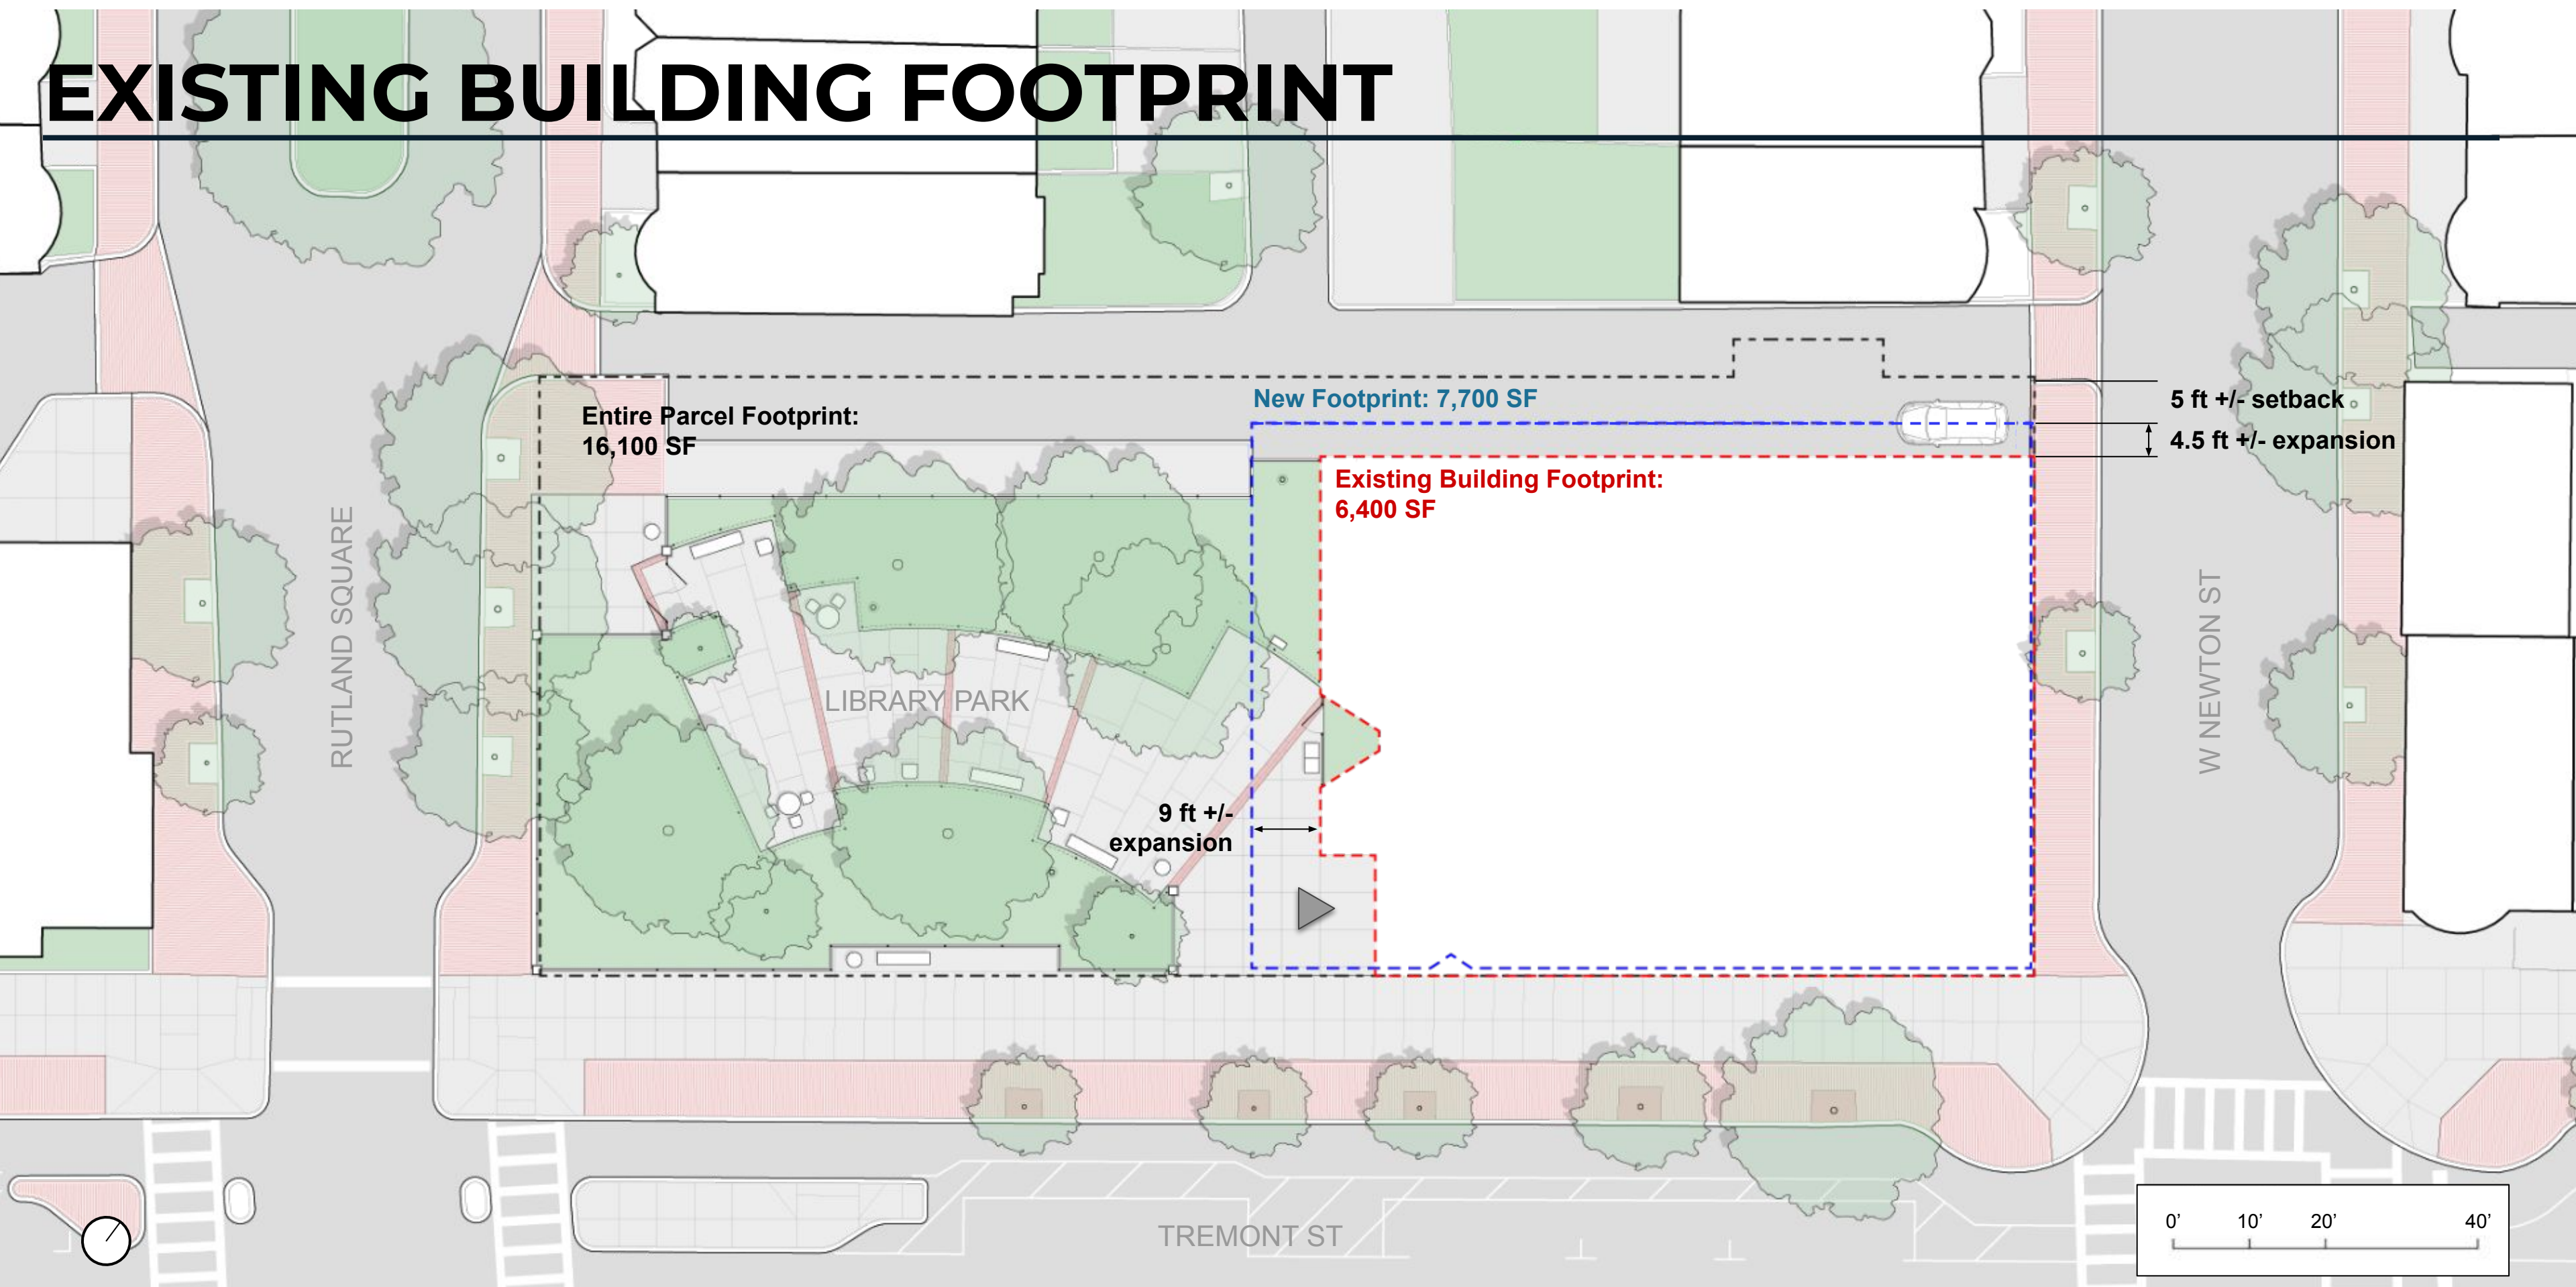 EXISTING BUILDING FOOTPRINT
New Footprint: 7,700 SF
5 ft +/- setback
Entire Parcel Footprint:
16,100 SF
4.5 ft +/- expansion
Existing Building Footprint:
6,400 SF
RUTLAND SQUARE
LIBRARY PARK
W NEWTON ST
9 ft +/-
expansion
TREMONT ST
0’ 10’ 20’ 40’